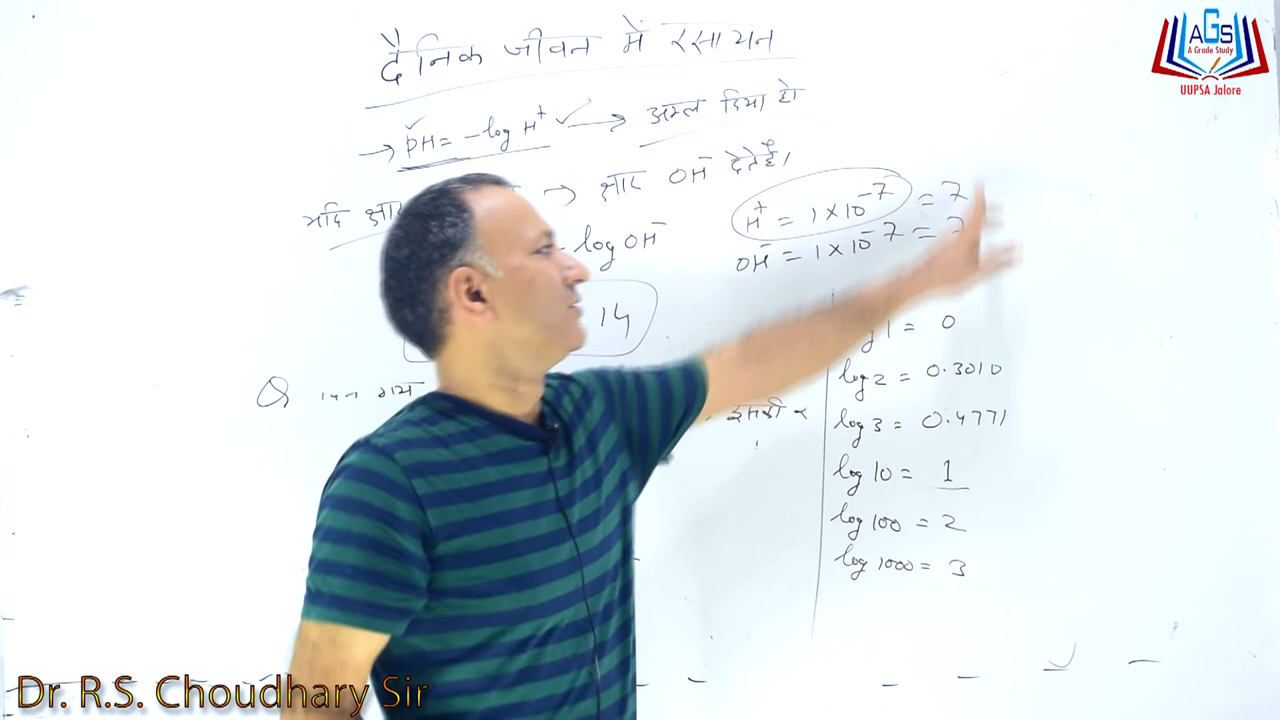 दैनिक जीवन में रसायन
→ pH = -log H⁺ ✓ → अम्ल दिया हो
यदि क्षार → क्षार OH⁻ देते हैं।
- log OH⁻
H⁺ = 1 × 10⁻⁷ = 7
OH⁻ = 1 × 10⁻⁷ =
14
1 = 0
log 2 = 0.3010
log 3 = 0.4771
log 10 = 1
log 100 = 2
log 1000 = 3
Q
AGS
A Grade Study
UUPSA Jalore
Dr. R.S. Choudhary Sir